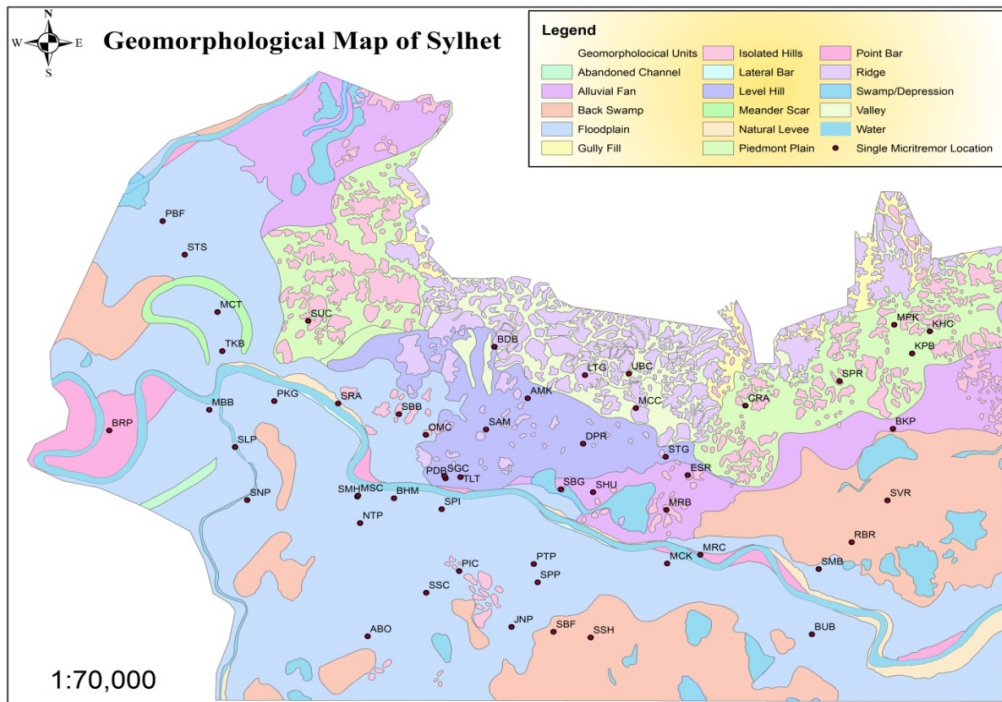 N
W E
S
Geomorphological Map of Sylhet
Legend
Geomorpholocical Units
Abandoned Channel
Alluvial Fan
Back Swamp
Floodplain
Gully Fill
Isolated Hills
Lateral Bar
Level Hill
Meander Scar
Natural Levee
Piedmont Plain
Point Bar
Ridge
Swamp/Depression
Valley
Water
Single Micritremor Location
PBF
STS
MCT
SUC
MPK
KHC
TKB
BDB
KPB
LTG
UBC
SPR
PKG
SRA
AMK
MBB
SBB
MCC
CRA
BRP
OMC
SAM
BKP
SLP
DPR
STG
PDB
SGC
TLT
ESR
SNP
SMH
MSC
BHM
SBG
SHU
SVR
SPI
MRB
NTP
RBR
MRC
PIC
PTP
MCK
SMB
SPP
SSC
JNP
SBF
SSH
BUB
ABO
1:70,000